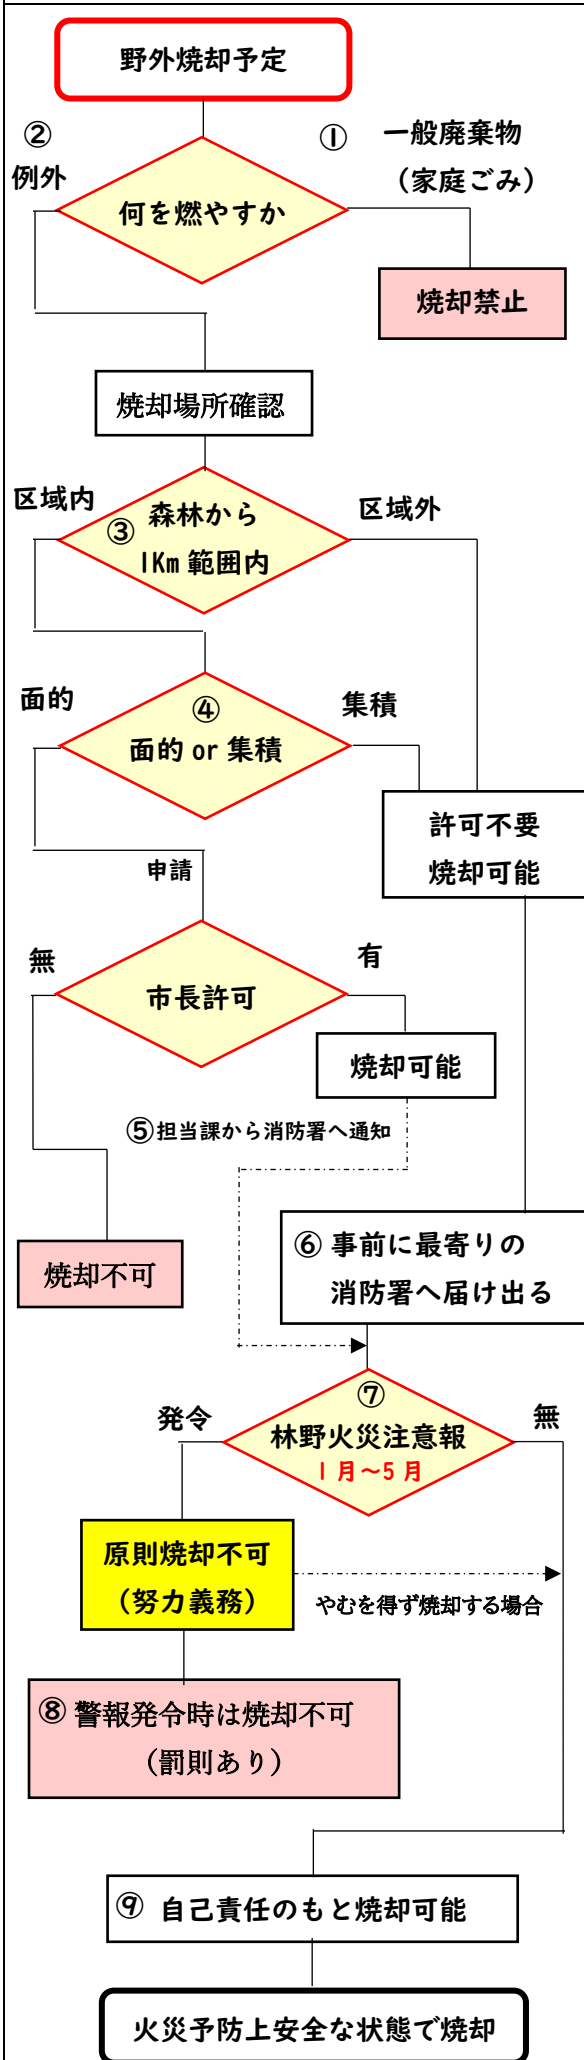 野外焼却予定
②
例外
①
一般廃棄物
（家庭ごみ）
何を燃やすか
焼却禁止
焼却場所確認
区域内
区域外
③
森林から
1Km 範囲内
面的
集積
④
面的 or 集積
許可不要
焼却可能
申請
無
有
市長許可
焼却可能
⑤担当課から消防署へ通知
焼却不可
⑥ 事前に最寄りの
消防署へ届け出る
⑦
発令
無
林野火災注意報
1月～5月
原則焼却不可
（努力義務）
やむを得ず焼却する場合
⑧ 警報発令時は焼却不可
（罰則あり）
⑨ 自己責任のもと焼却可能
火災予防上安全な状態で焼却